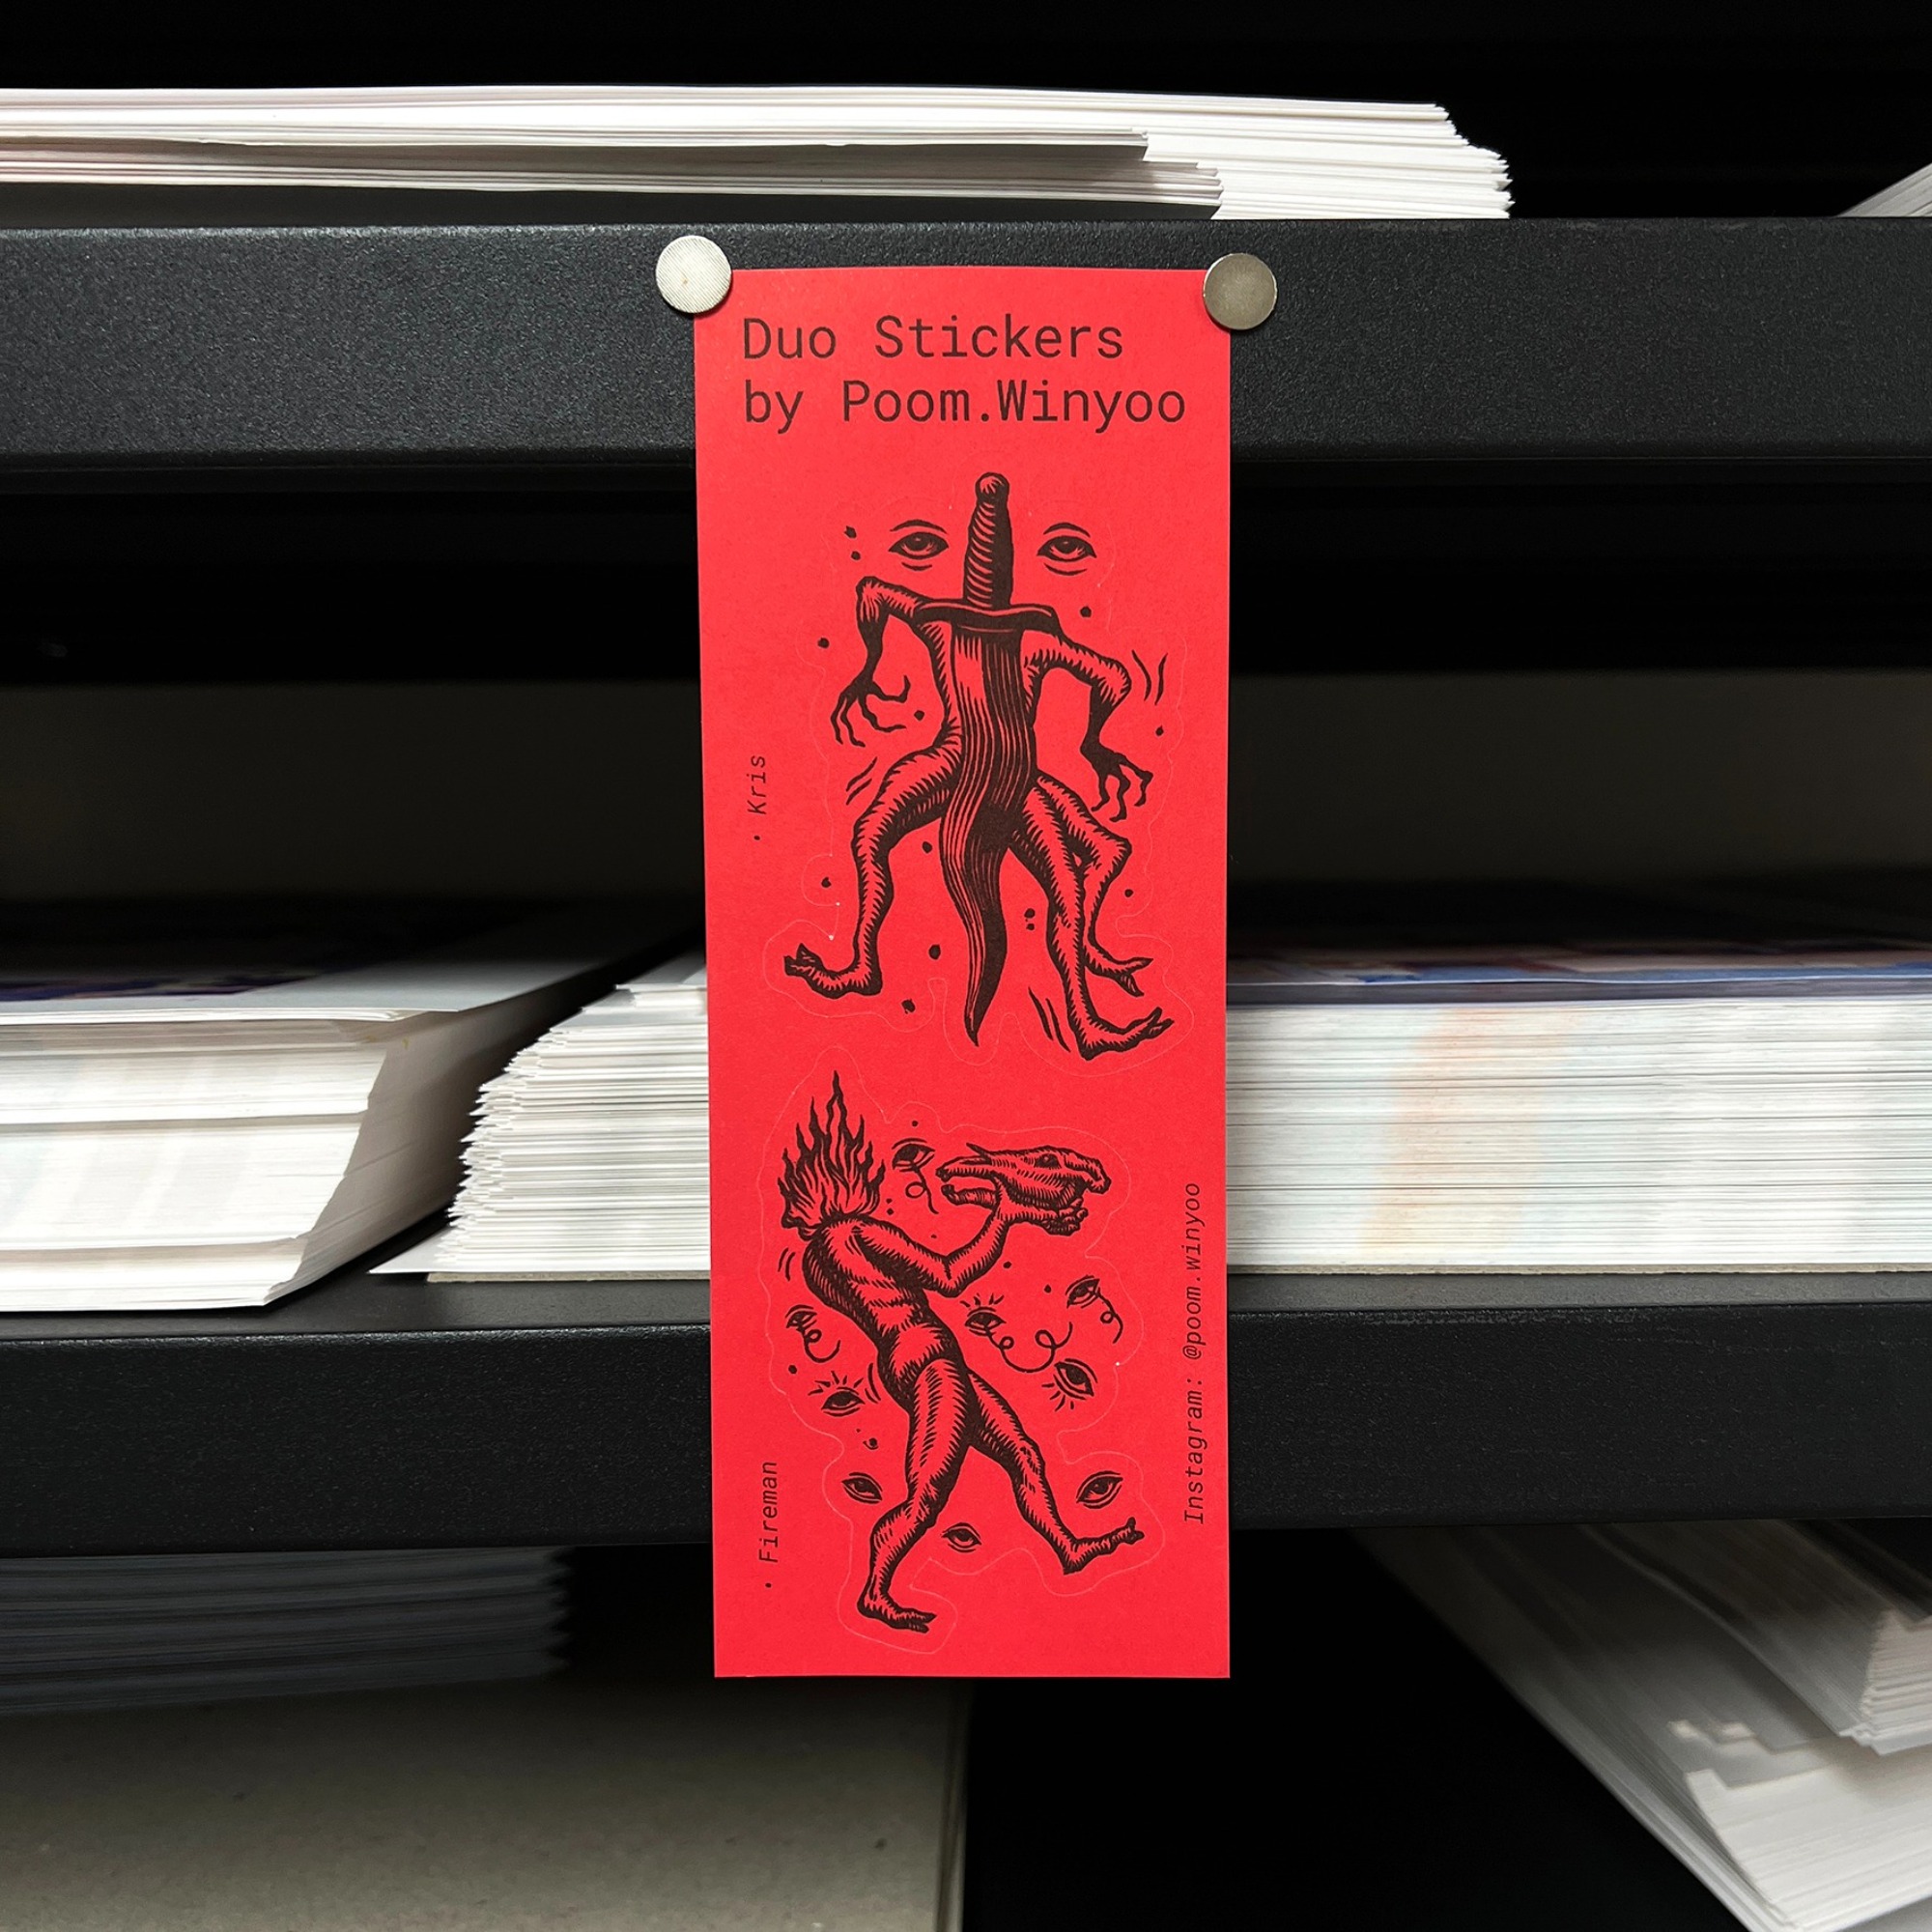 Duo Stickers
by Poom.Winyoo
· Kris
· Fireman
Instagram: @poom.winyoo